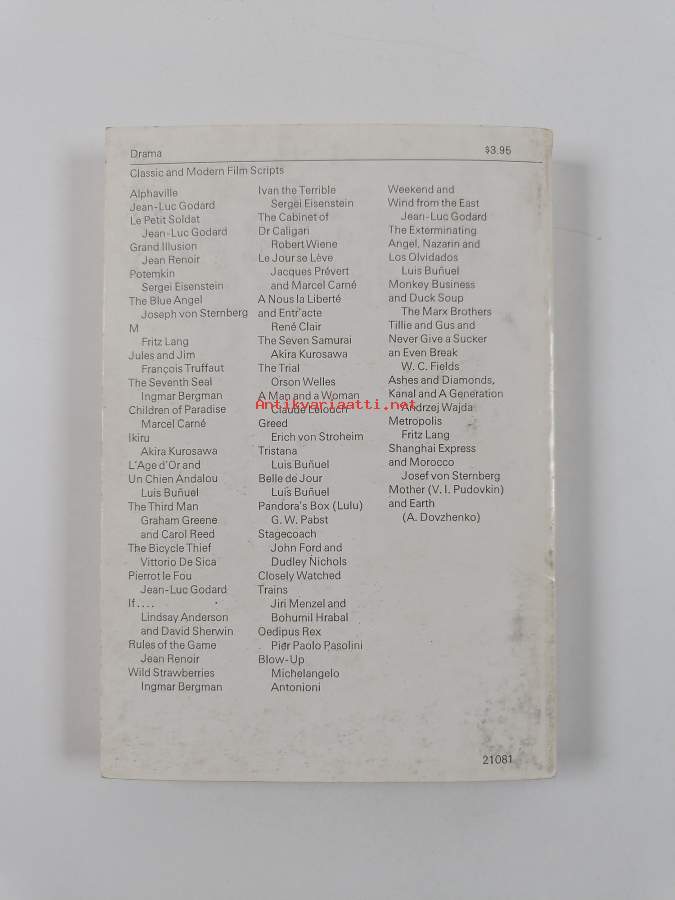 Drama
$3.95
Classic and Modern Film Scripts
Alphaville
Jean-Luc Godard
Le Petit Soldat
Jean-Luc Godard
Grand Illusion
Jean Renoir
Potemkin
Sergei Eisenstein
The Blue Angel
Joseph von Sternberg
M
Fritz Lang
Jules and Jim
François Truffaut
The Seventh Seal
Ingmar Bergman
Children of Paradise
Marcel Carné
Ikiru
Akira Kurosawa
L'Age d'Or and
Un Chien Andalou
Luis Buñuel
The Third Man
Graham Greene
and Carol Reed
The Bicycle Thief
Vittorio De Sica
Pierrot le Fou
Jean-Luc Godard
If....
Lindsay Anderson
and David Sherwin
Rules of the Game
Jean Renoir
Wild Strawberries
Ingmar Bergman
Ivan the Terrible
Sergei Eisenstein
The Cabinet of
Dr Caligari
Robert Wiene
Le Jour se Lève
Jacques Prévert
and Marcel Carné
A Nous la Liberté
and Entr'acte
René Clair
The Seven Samurai
Akira Kurosawa
The Trial
Orson Welles
A Man and a Woman
Claude Lelouch
Greed
Erich von Stroheim
Tristana
Luis Buñuel
Belle de Jour
Luis Buñuel
Pandora's Box (Lulu)
G. W. Pabst
Stagecoach
John Ford and
Dudley Nichols
Closely Watched
Trains
Jiri Menzel and
Bohumil Hrabal
Oedipus Rex
Pier Paolo Pasolini
Blow-Up
Michelangelo
Antonioni
Weekend and
Wind from the East
Jean-Luc Godard
The Exterminating
Angel, Nazarin and
Los Olvidados
Luis Buñuel
Monkey Business
and Duck Soup
The Marx Brothers
Tillie and Gus and
Never Give a Sucker
an Even Break
W. C. Fields
Ashes and Diamonds,
Kanal and A Generation
Andrzej Wajda
Metropolis
Fritz Lang
Shanghai Express
and Morocco
Josef von Sternberg
Mother (V. I. Pudovkin)
and Earth
(A. Dovzhenko)
Antikvariaatti.net
21081